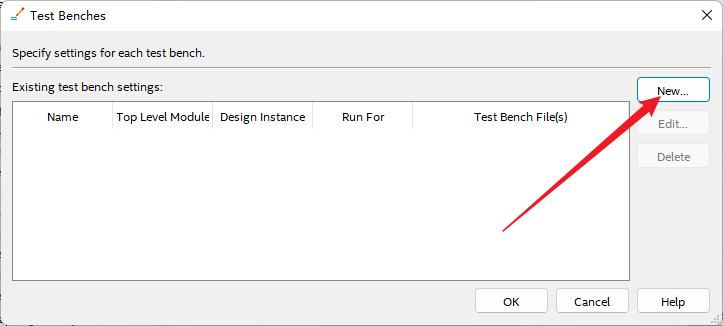 Test Benches
Specify settings for each test bench.
Existing test bench settings:
New...
Name Top Level Module Design Instance Run For Test Bench File(s)
Edit...
Delete
OK Cancel Help